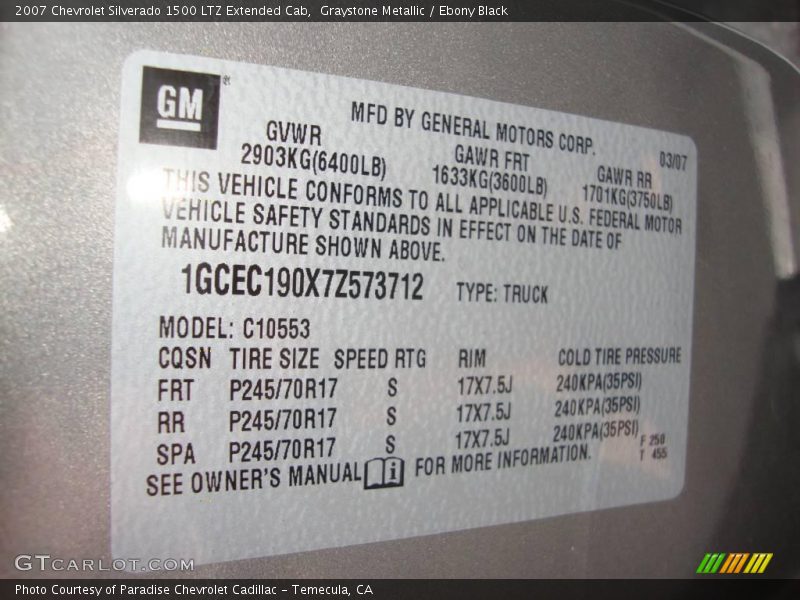 2007 Chevrolet Silverado 1500 LTZ Extended Cab, Graystone Metallic / Ebony Black
GM®
MFD BY GENERAL MOTORS CORP. 03/07
GVWR GAWR FRT GAWR RR
2903KG(6400LB) 1633KG(3600LB) 1701KG(3750LB)
THIS VEHICLE CONFORMS TO ALL APPLICABLE U.S. FEDERAL MOTOR
VEHICLE SAFETY STANDARDS IN EFFECT ON THE DATE OF
MANUFACTURE SHOWN ABOVE.
1GCEC190X7Z573712 TYPE: TRUCK
MODEL: C10553
CQSN TIRE SIZE SPEED RTG RIM COLD TIRE PRESSURE
FRT P245/70R17 S 17X7.5J 240KPA(35PSI)
RR P245/70R17 S 17X7.5J 240KPA(35PSI)
SPA P245/70R17 S 17X7.5J 240KPA(35PSI)
F 250
T 455
SEE OWNER'S MANUAL i FOR MORE INFORMATION.
GTCARLOT.COM
Photo Courtesy of Paradise Chevrolet Cadillac – Temecula, CA